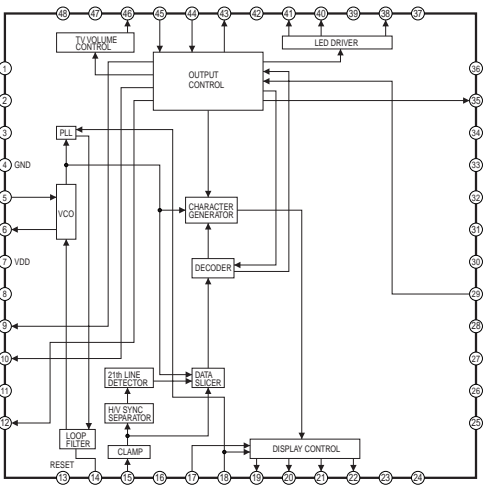 48 47 46 45 44 43 42 41 40 39 38 37
TV VOLUME
CONTROL
LED DRIVER
OUTPUT
CONTROL
1
36
2
35
3
PLL
34
4 GND
33
5
32
VCO
CHARACTER
GENERATOR
6
31
7 VDD
DECODER
30
8
29
9
28
10
27
21th LINE
DETECTOR
DATA
SLICER
11
26
H/V SYNC
SEPARATOR
12
25
LOOP
FILTER
CLAMP
DISPLAY CONTROL
RESET
13 14 15 16 17 18 19 20 21 22 23 24